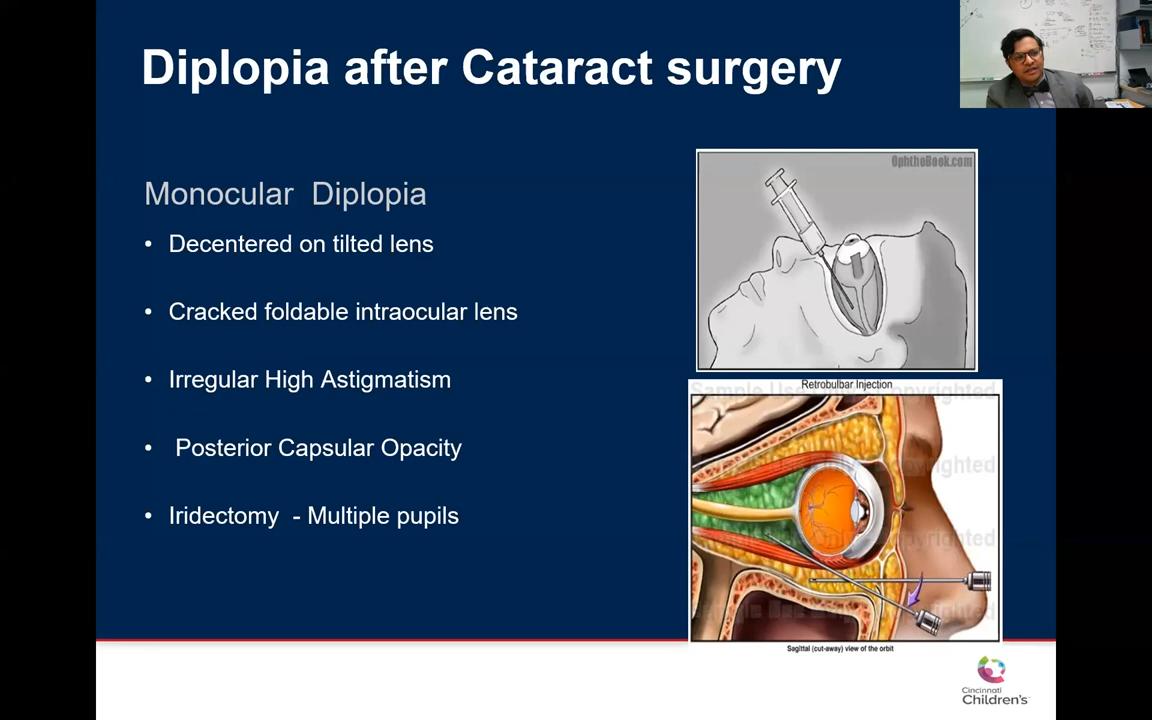 Diplopia after Cataract surgery
Monocular Diplopia
• Decentered on tilted lens
• Cracked foldable intraocular lens
• Irregular High Astigmatism
• Posterior Capsular Opacity
• Iridectomy - Multiple pupils
OphthoBook.com
Retrobulbar Injection
Sagittal (cut-away) view of the orbit
Cincinnati
Children's